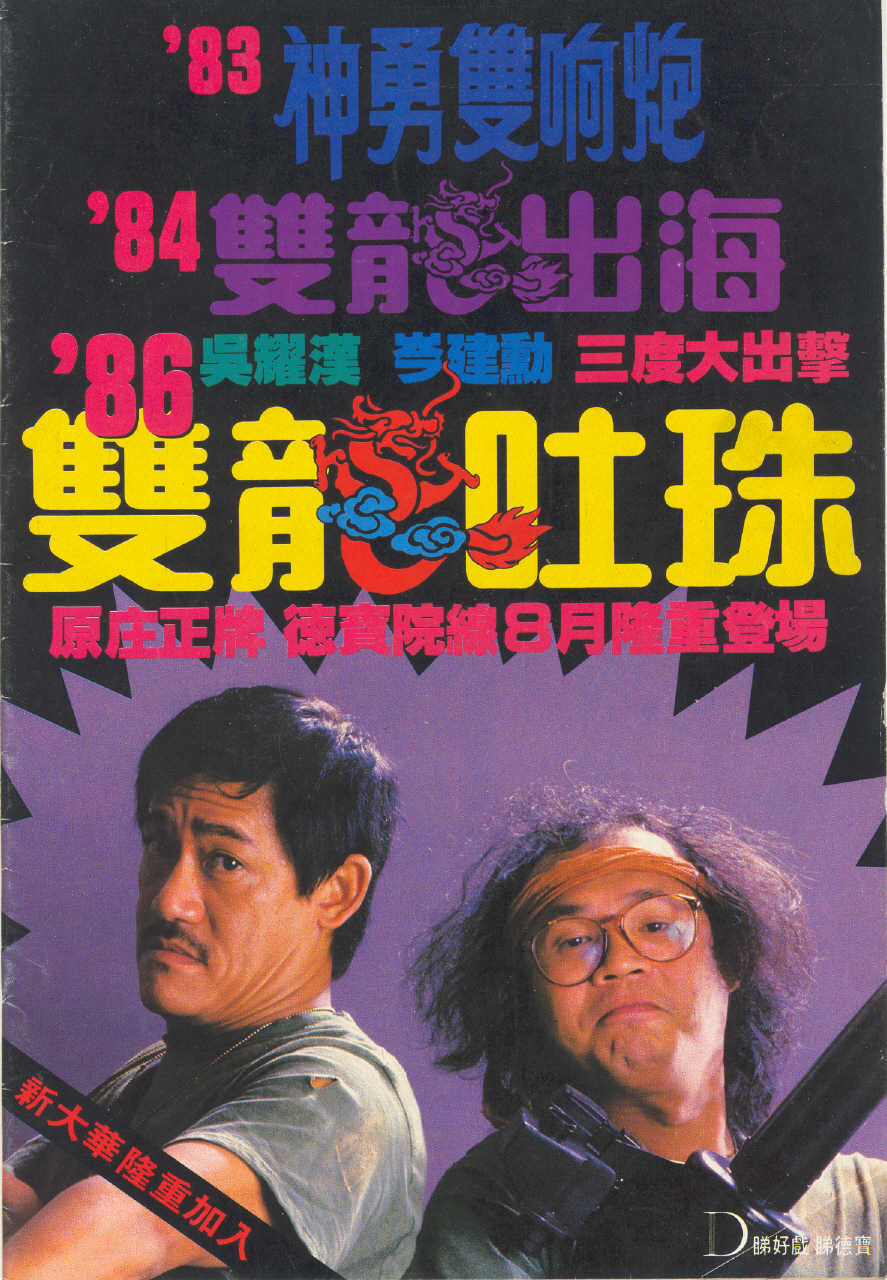 '83 神勇雙响炮
'84 雙龍出海
'86 吳耀漢 岑建勳 三度大出擊
雙龍吐珠
原庄正牌 德寶院線8月隆重登場
新大華隆重加入
D 睇好戲 睇德寶